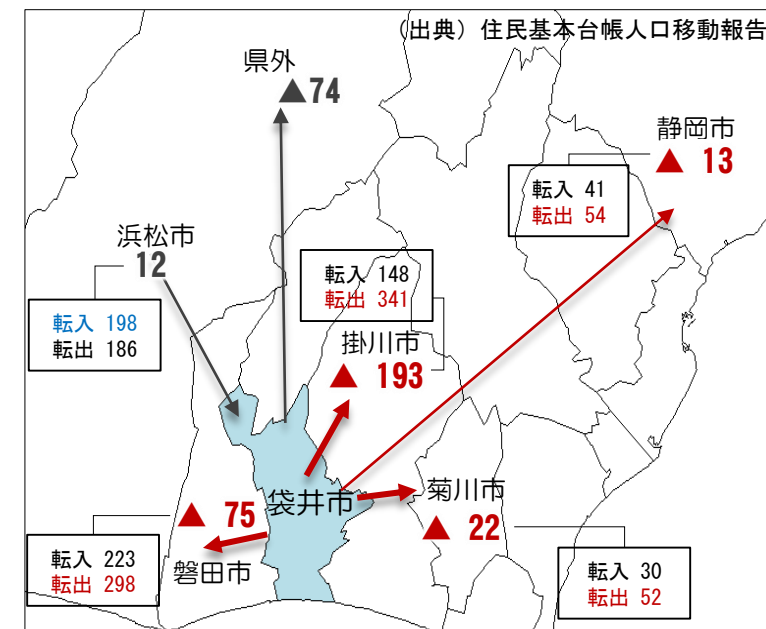 (出典）住民基本台帳人口移動報告
県外
▲74
静岡市
▲ 13
転入 41
転出 54
浜松市
12
転入 198
転出 186
転入 148
転出 341
掛川市
▲ 193
袋井市
菊川市
▲ 22
▲ 75
磐田市
転入 223
転出 298
転入 30
転出 52